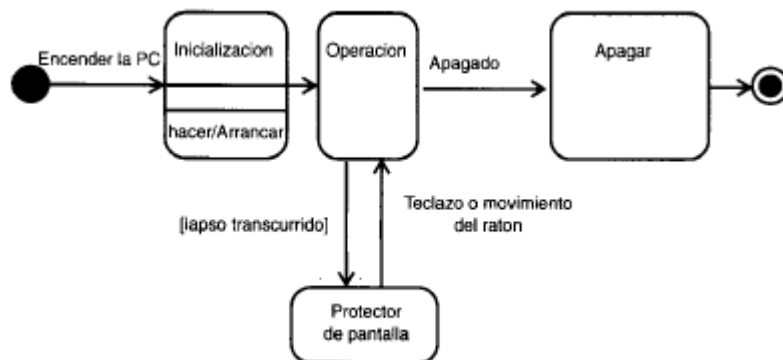 Encender la PC
Inicializacion
hacer/Arrancar
Operacion
Apagado
Apagar
[lapso transcurrido]
Teclazo o movimiento
del raton
Protector
de pantalla